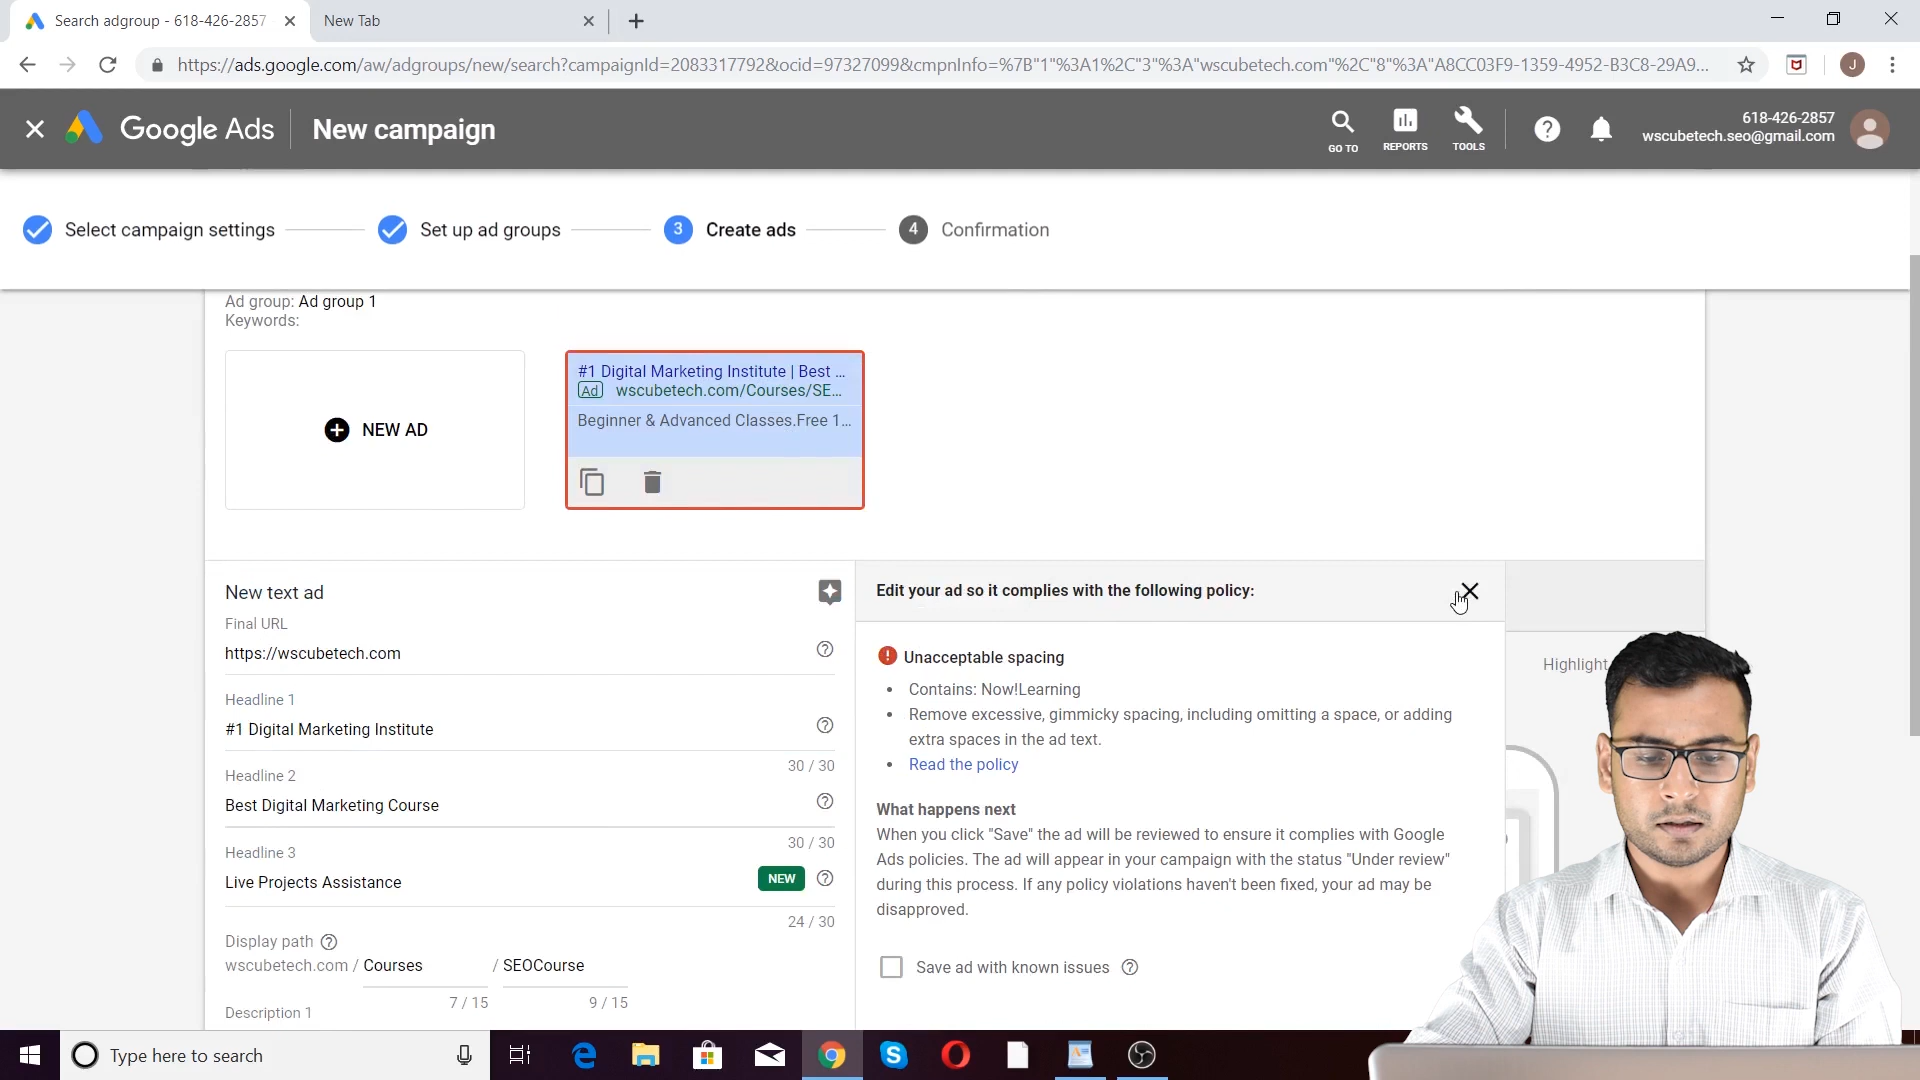 Search adgroup - 618-426-2857
New Tab
https://ads.google.com/aw/adgroups/new/search?campaignId=2083317792&ocid=97327099&cmpnInfo=%7B"1"%3A1%2C"3"%3A"wscubetech.com"%2C"8"%3A"A8CC03F9-1359-4952-B3C8-29A9...
J
Google Ads
New campaign
GO TO
REPORTS
TOOLS
618-426-2857
wscubetech.seo@gmail.com
Select campaign settings
Set up ad groups
3 Create ads
4 Confirmation
Ad group: Ad group 1
Keywords:
NEW AD
#1 Digital Marketing Institute | Best ...
Ad wscubetech.com/Courses/SE...
Beginner & Advanced Classes.Free 1...
New text ad
Final URL
https://wscubetech.com
Headline 1
#1 Digital Marketing Institute
30 / 30
Headline 2
Best Digital Marketing Course
30 / 30
Headline 3
Live Projects Assistance
NEW
24 / 30
Display path
wscubetech.com / Courses / SEOCourse
7 / 15
9 / 15
Description 1
Edit your ad so it complies with the following policy:
Unacceptable spacing
• Contains: Now!Learning
• Remove excessive, gimmicky spacing, including omitting a space, or adding
extra spaces in the ad text.
• Read the policy
What happens next
When you click "Save" the ad will be reviewed to ensure it complies with Google
Ads policies. The ad will appear in your campaign with the status "Under review"
during this process. If any policy violations haven't been fixed, your ad may be
disapproved.
Save ad with known issues
Highlight
Type here to search